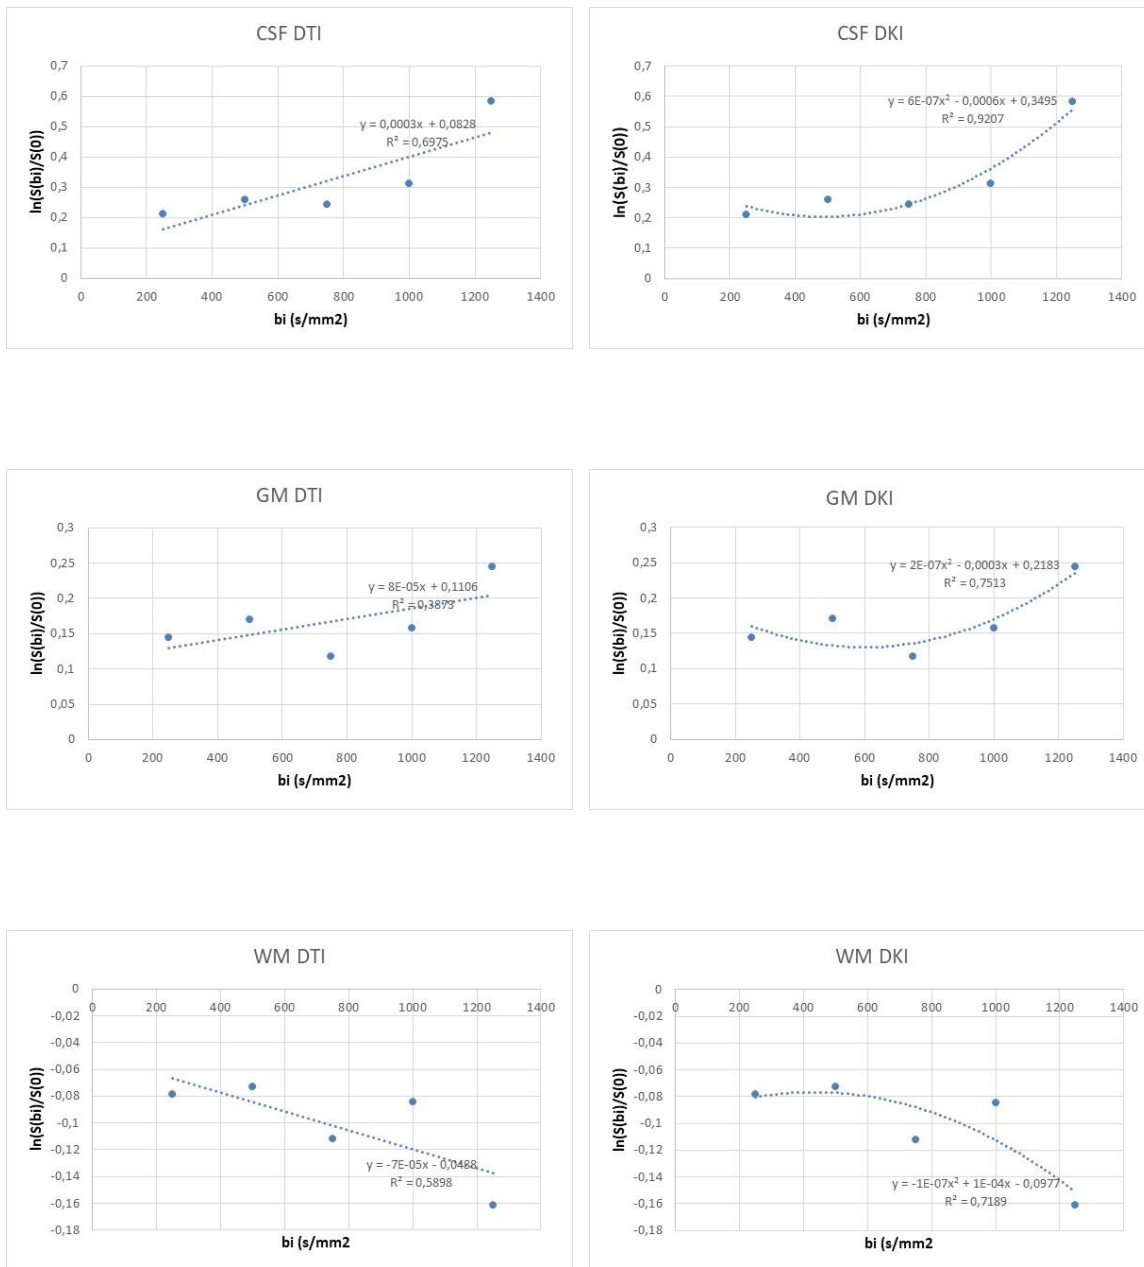 CSF DTI
ln(S(bi)/S(0))
0,7
0,6
0,5
0,4
0,3
0,2
0,1
0
y = 0,0003x + 0,0828
R² = 0,6975
0 200 400 600 800 1000 1200 1400
bi (s/mm2)
CSF DKI
ln(S(bi)/S(0))
0,7
0,6
0,5
0,4
0,3
0,2
0,1
0
y = 6E-07x² - 0,0006x + 0,3495
R² = 0,9207
0 200 400 600 800 1000 1200 1400
bi (s/mm2)
GM DTI
ln(S(bi)/S(0))
0,3
0,25
0,2
0,15
0,1
0,05
0
y = 8E-05x + 0,1106
R² = 0,3873
0 200 400 600 800 1000 1200 1400
bi (s/mm2)
GM DKI
ln(S(bi)/S(0))
0,3
0,25
0,2
0,15
0,1
0,05
0
y = 2E-07x² - 0,0003x + 0,2183
R² = 0,7513
0 200 400 600 800 1000 1200 1400
bi (s/mm2)
WM DTI
ln(S(bi)/S(0))
0
-0,02
-0,04
-0,06
-0,08
-0,1
-0,12
-0,14
-0,16
-0,18
0 200 400 600 800 1000 1200 1400
y = -7E-05x - 0,0488
R² = 0,5898
bi (s/mm2
WM DKI
ln(S(bi)/S(0))
0
-0,02
-0,04
-0,06
-0,08
-0,1
-0,12
-0,14
-0,16
-0,18
0 200 400 600 800 1000 1200 1400
y = -1E-07x² + 1E-04x - 0,0977
R² = 0,7189
bi (s/mm2